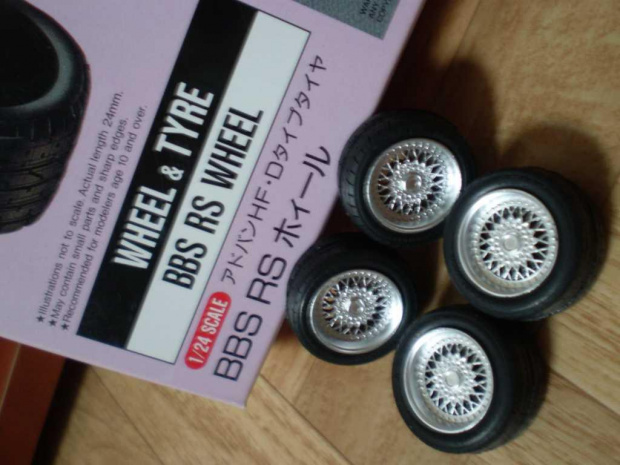 ★Illustrations not to scale. Actual length 24mm.
★May contain small parts and sharp edges.
★Recommended for modelers age 10 and over.
WHEEL & TYRE
BBS RS WHEEL
1/24 SCALE
アドバンHF・Dタイプタイヤ
BBS RS ホイール